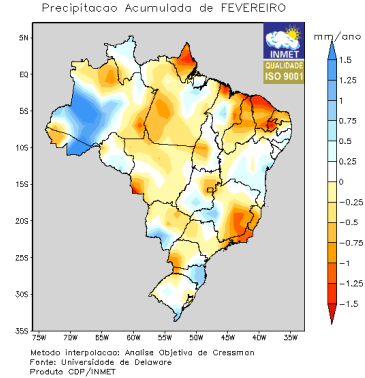 Precipitacao Acumulada de FEVEREIRO
mm/ano
INMET
QUALIDADE
ISO 9001
5N
EQ
5S
10S
15S
20S
25S
30S
35S
75W 70W 65W 60W 55W 50W 45W 40W 35W
1.5
1.25
1
0.75
0.5
0.25
0
-0.25
-0.5
-0.75
-1
-1.25
-1.5
Metodo interpolacao: Analise Objetiva de Cressman
Fonte: Universidade de Delaware
Produto CDP/INMET